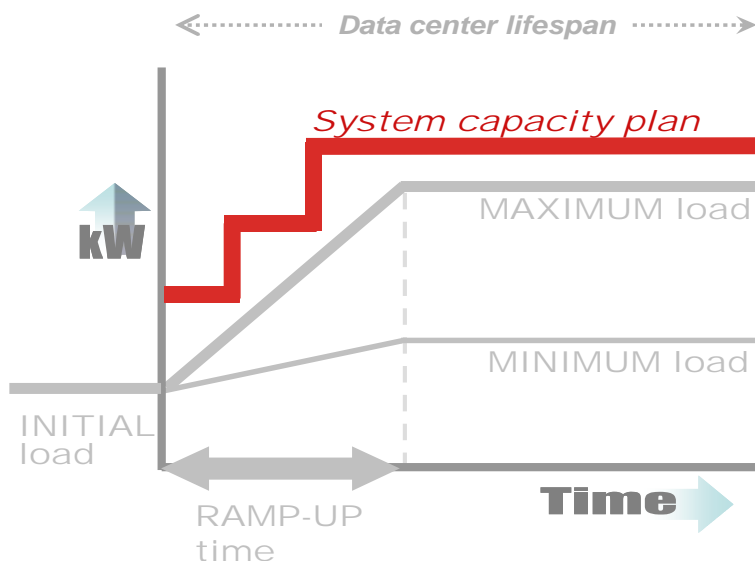 Data center lifespan
System capacity plan
MAXIMUM load
kW
MINIMUM load
INITIAL
load
Time
RAMP-UP
time